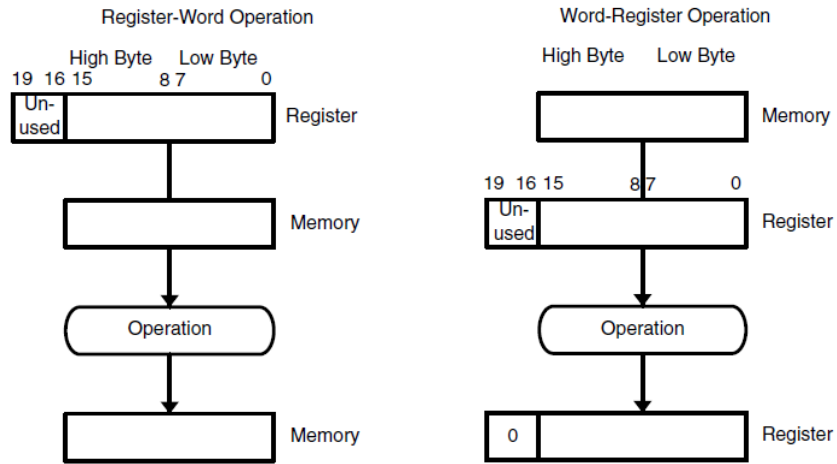 Register-Word Operation
High Byte Low Byte
19 16 15 8 7 0
Un-
used
Register
Memory
Operation
Memory
Word-Register Operation
High Byte Low Byte
Memory
19 16 15 8 7 0
Un-
used
Register
Operation
0
Register